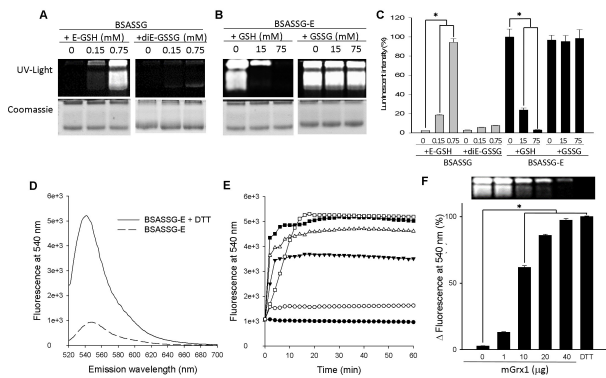 A
BSASSG
+ E-GSH (mM) +diE-GSSG (mM)
0 0.15 0.75 0 0.15 0.75
UV-Light
Coomassie
B
BSASSG-E
+ GSH (mM) + GSSG (mM)
0 15 75 0 15 75
C
Luminescent intensity (%)
120
100
80
60
40
20
0
*
*
0 0.15 0.75 0 0.15 0.75 0 15 75 0 15 75
+E-GSH +diE-GSSG +GSH +GSSG
BSASSG BSASSG-E
D
Fluorescence at 540 nm
6e+3
5e+3
4e+3
3e+3
2e+3
1e+3
0
BSASSG-E + DTT
BSASSG-E
520 540 560 580 600 620 640 660 680 700
Emission wavelength (nm)
E
Fluorescence at 540 nm
6e+3
5e+3
4e+3
3e+3
2e+3
1e+3
0
0 10 20 30 40 50 60
Time (min)
F
Δ Fluorescence at 540 nm (%)
100
50
0
*
0 1 10 20 40 DTT
mGrx1 (µg)